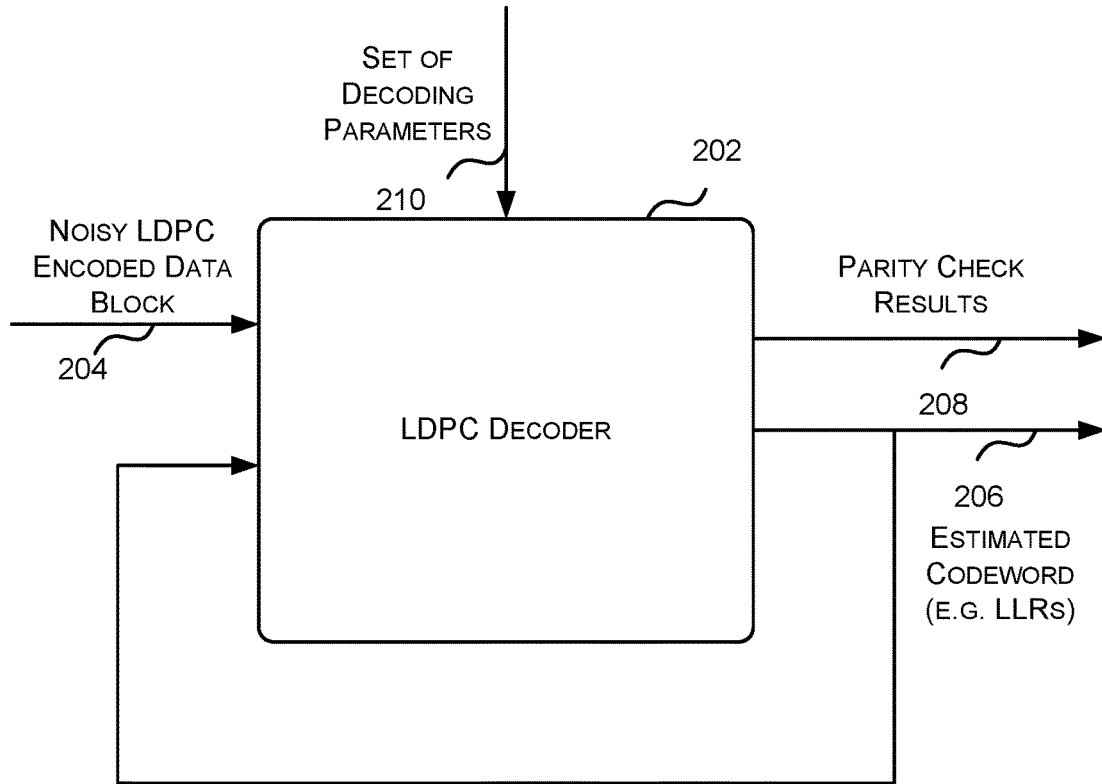 SET OF
DECODING
PARAMETERS
210
202
NOISY LDPC
ENCODED DATA
BLOCK
204
LDPC DECODER
PARITY CHECK
RESULTS
208
206
ESTIMATED
CODEWORD
(E.G. LLRS)